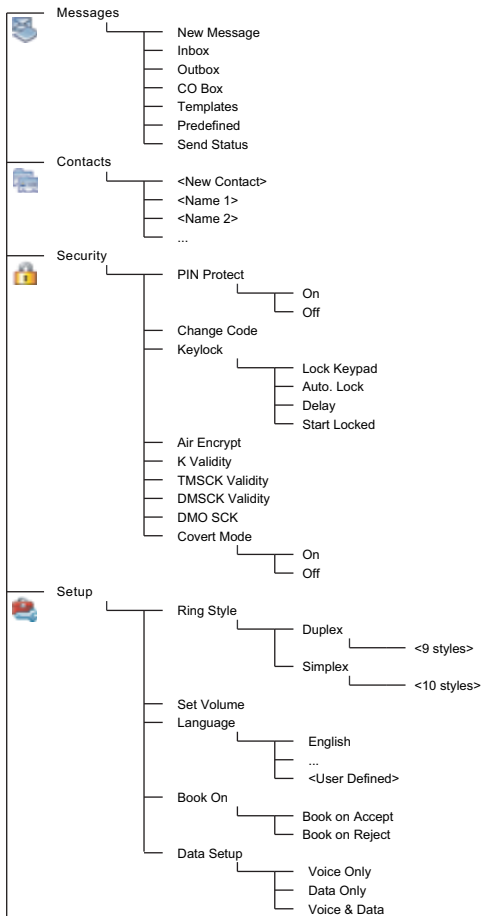 Messages
New Message
Inbox
Outbox
CO Box
Templates
Predefined
Send Status
Contacts
<New Contact>
<Name 1>
<Name 2>
...
Security
PIN Protect
On
Off
Change Code
Keylock
Lock Keypad
Auto. Lock
Delay
Start Locked
Air Encrypt
K Validity
TMSCK Validity
DMSCK Validity
DMO SCK
Covert Mode
On
Off
Setup
Ring Style
Duplex
<9 styles>
Simplex
<10 styles>
Set Volume
Language
English
...
<User Defined>
Book On
Book on Accept
Book on Reject
Data Setup
Voice Only
Data Only
Voice & Data